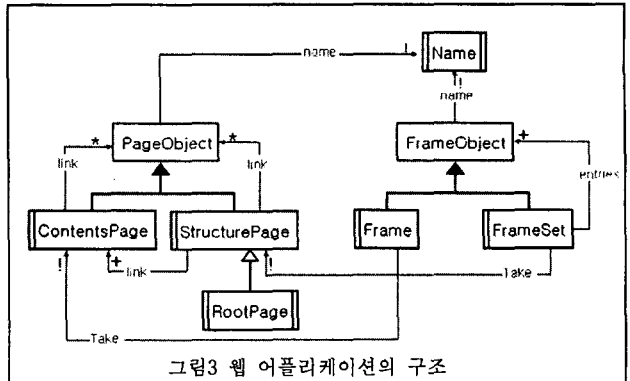 name ! Name
! name
PageObject FrameObject
* * +
link link entries
ContentsPage StructurePage Frame FrameSet
! + link ! Take
RootPage
Take
그림3 웹 어플리케이션의 구조